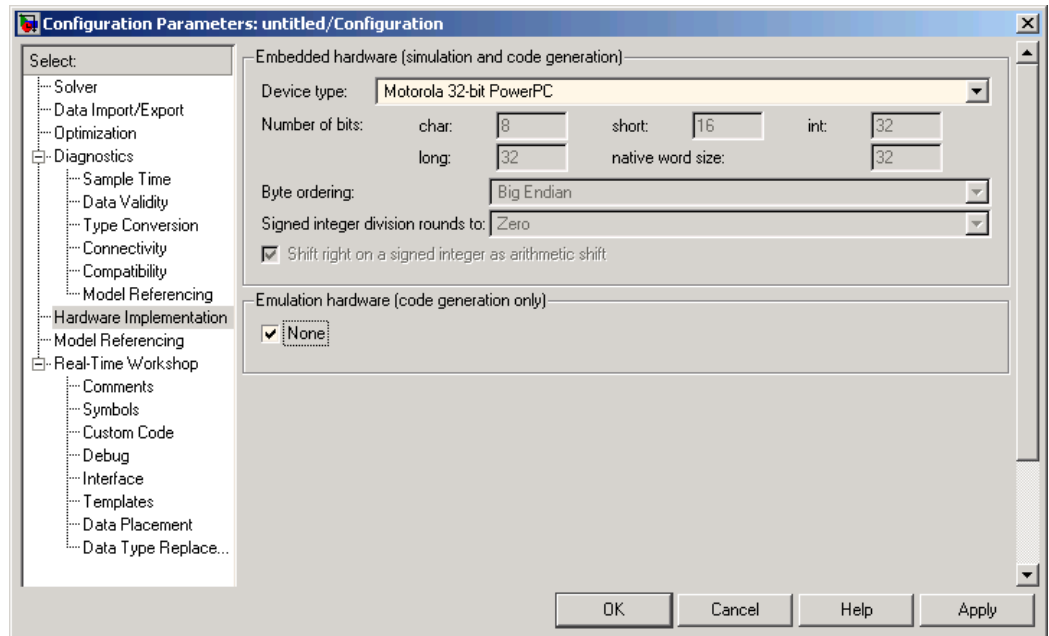 Configuration Parameters: untitled/Configuration
Select:
Solver
Data Import/Export
Optimization
Diagnostics
Sample Time
Data Validity
Type Conversion
Connectivity
Compatibility
Model Referencing
Hardware Implementation
Model Referencing
Real-Time Workshop
Comments
Symbols
Custom Code
Debug
Interface
Templates
Data Placement
Data Type Replace...
Embedded hardware (simulation and code generation)
Device type: Motorola 32-bit PowerPC
Number of bits: char: 8 short: 16 int: 32
long: 32 native word size: 32
Byte ordering: Big Endian
Signed integer division rounds to: Zero
Shift right on a signed integer as arithmetic shift
Emulation hardware (code generation only)
None
OK Cancel Help Apply